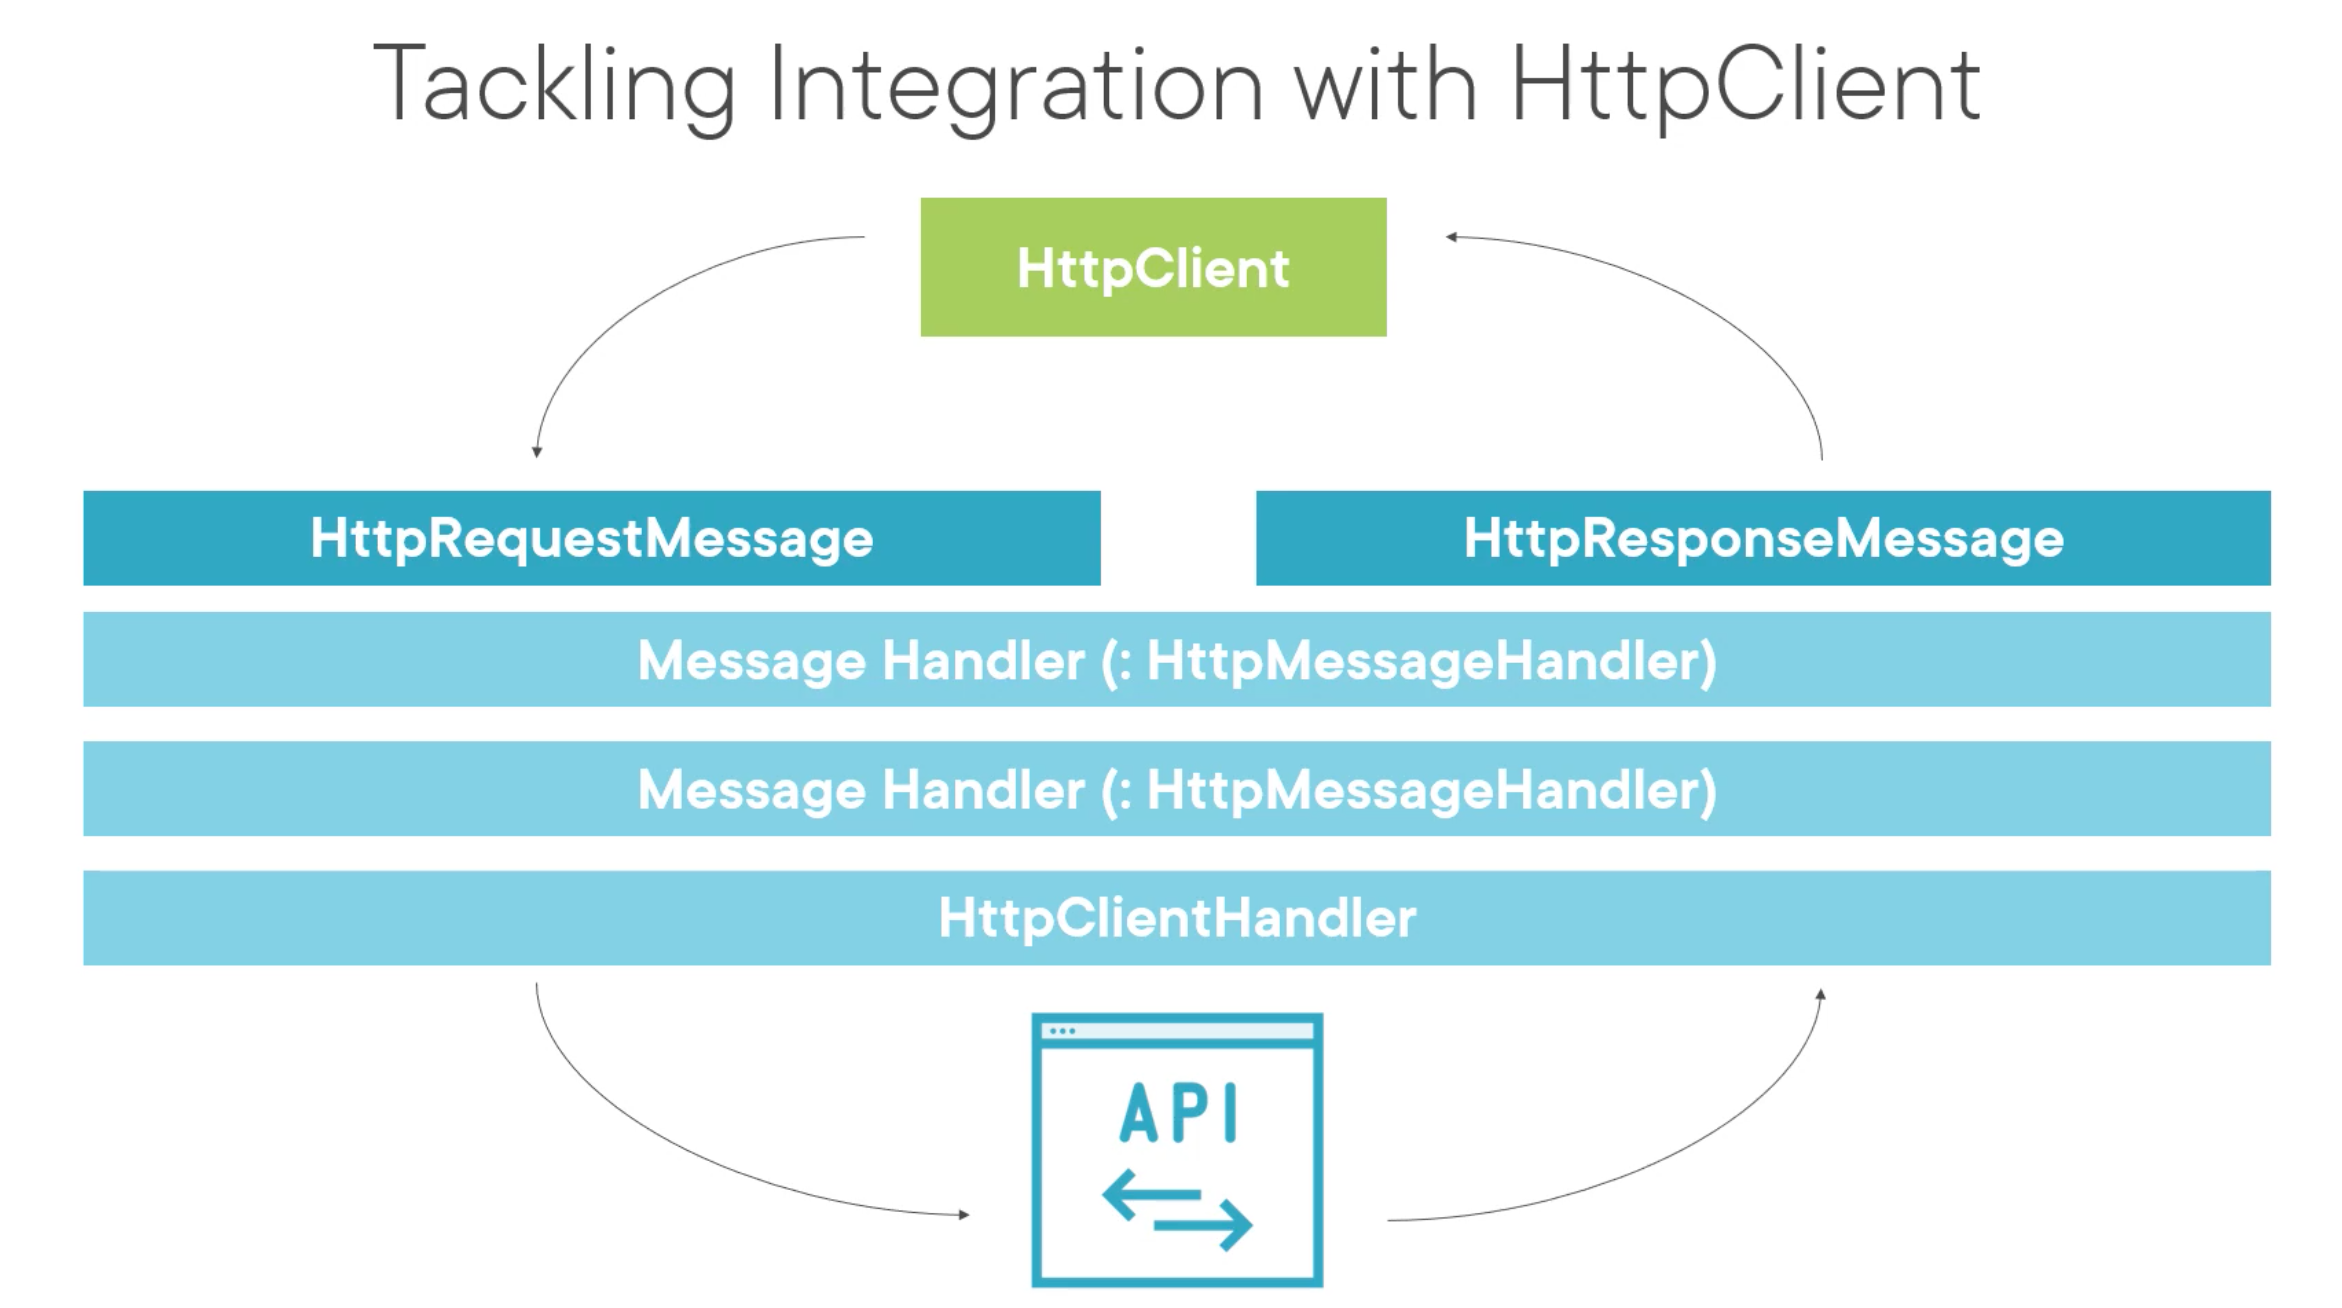 Tackling Integration with HttpClient
HttpClient
HttpRequestMessage
HttpResponseMessage
Message Handler (: HttpMessageHandler)
Message Handler (: HttpMessageHandler)
HttpClientHandler
API